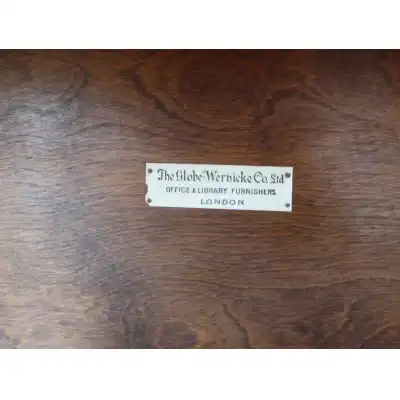 The Globe Wernicke Co. Ltd
OFFICE & LIBRARY FURNISHERS
LONDON